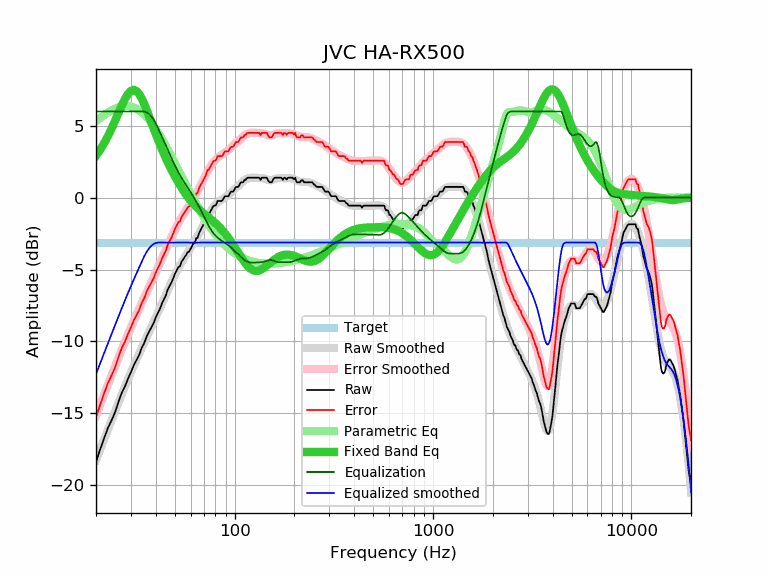 JVC HA-RX500
Amplitude (dBr)
5
0
−5
−10
−15
−20
Target
Raw Smoothed
Error Smoothed
Raw
Error
Parametric Eq
Fixed Band Eq
Equalization
Equalized smoothed
100
1000
10000
Frequency (Hz)